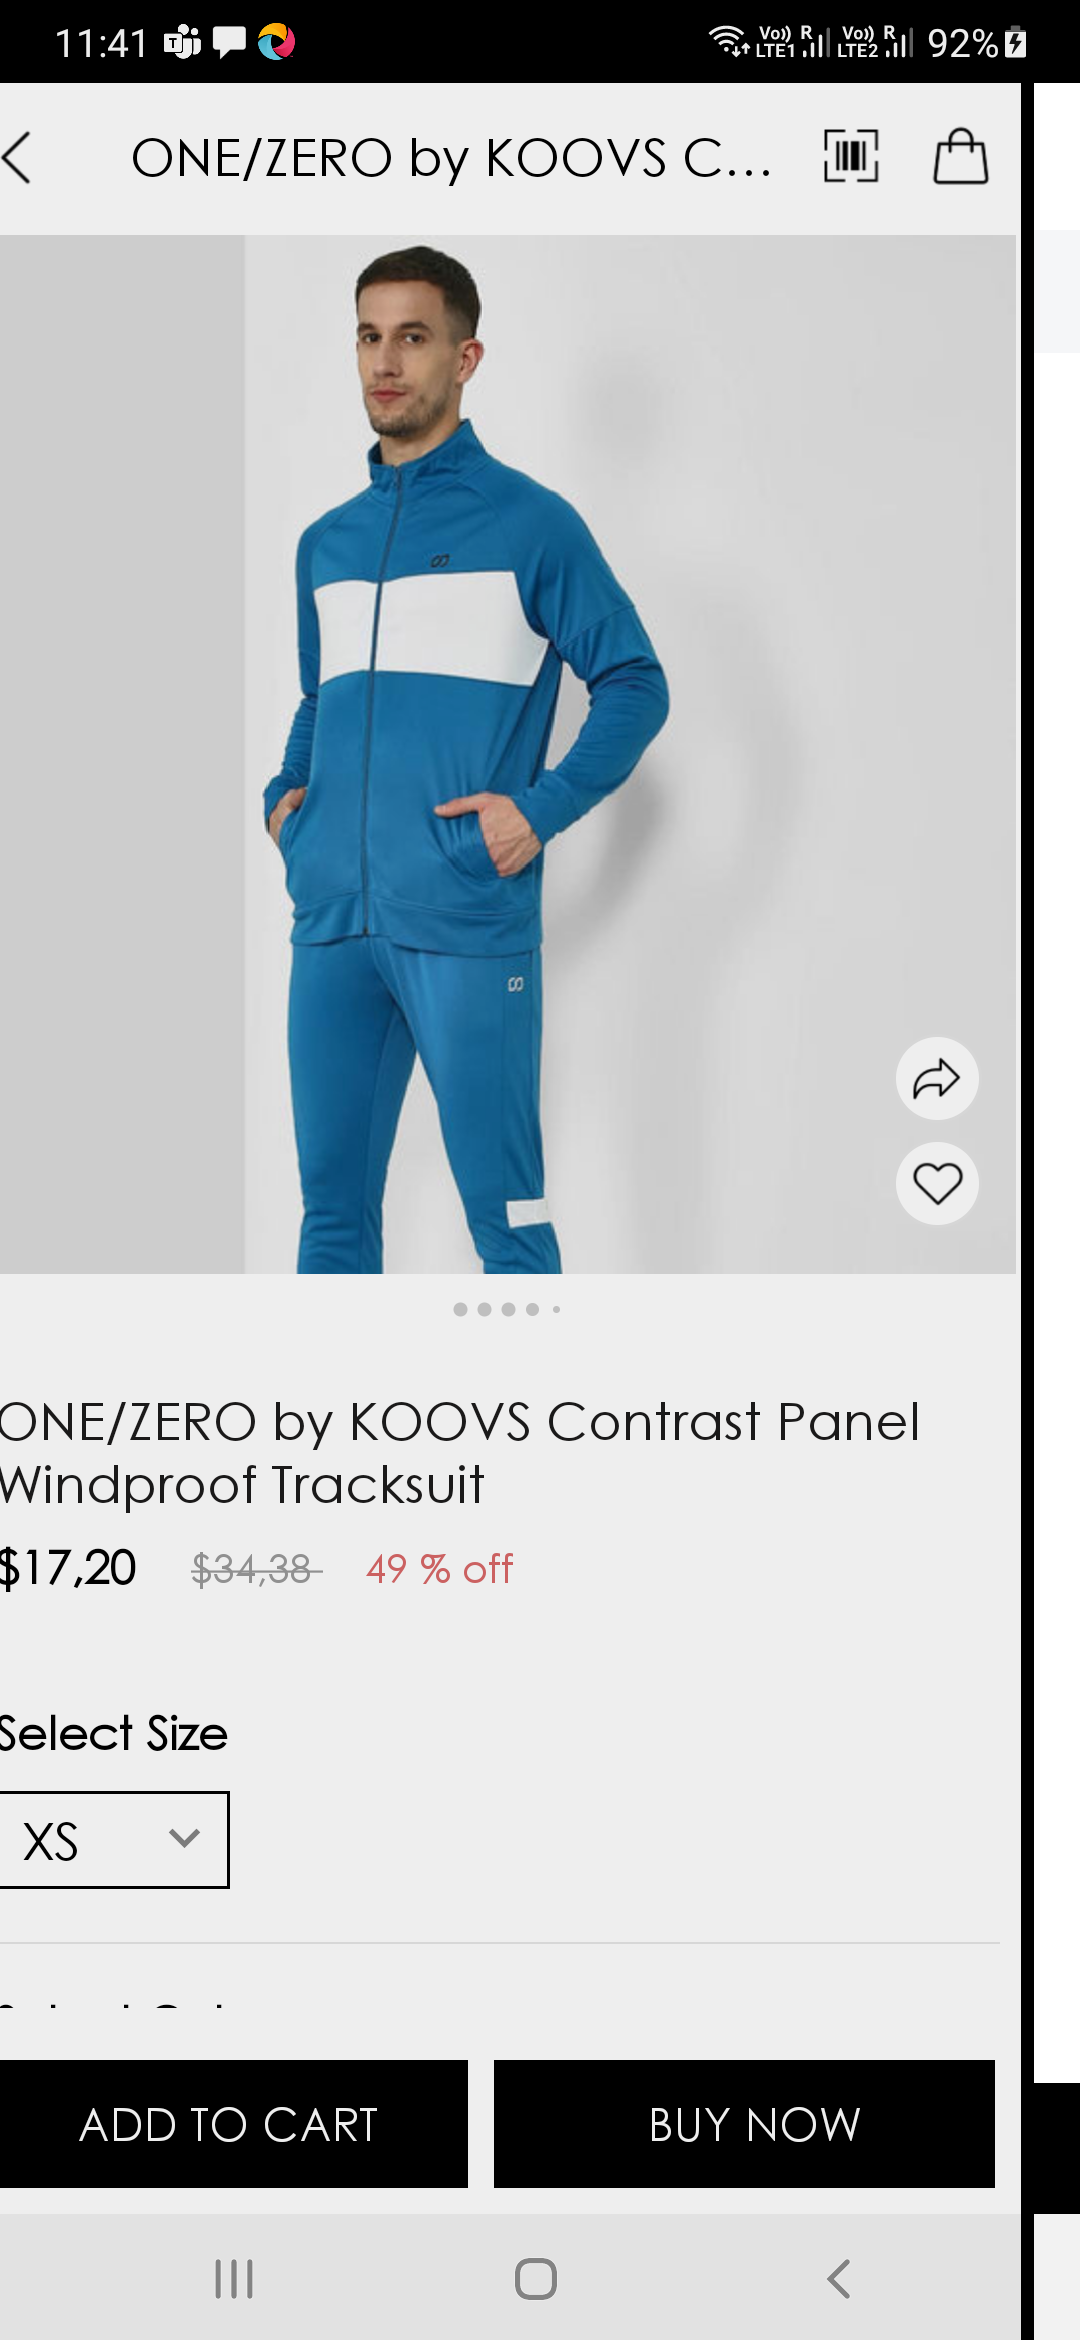 11:41
Vo)) R
LTE1
Vo)) R
LTE2
92%
ONE/ZERO by KOOVS C...
ONE/ZERO by KOOVS Contrast Panel
Windproof Tracksuit
$17,20 $34,38 49 % off
Select Size
XS
ADD TO CART
BUY NOW